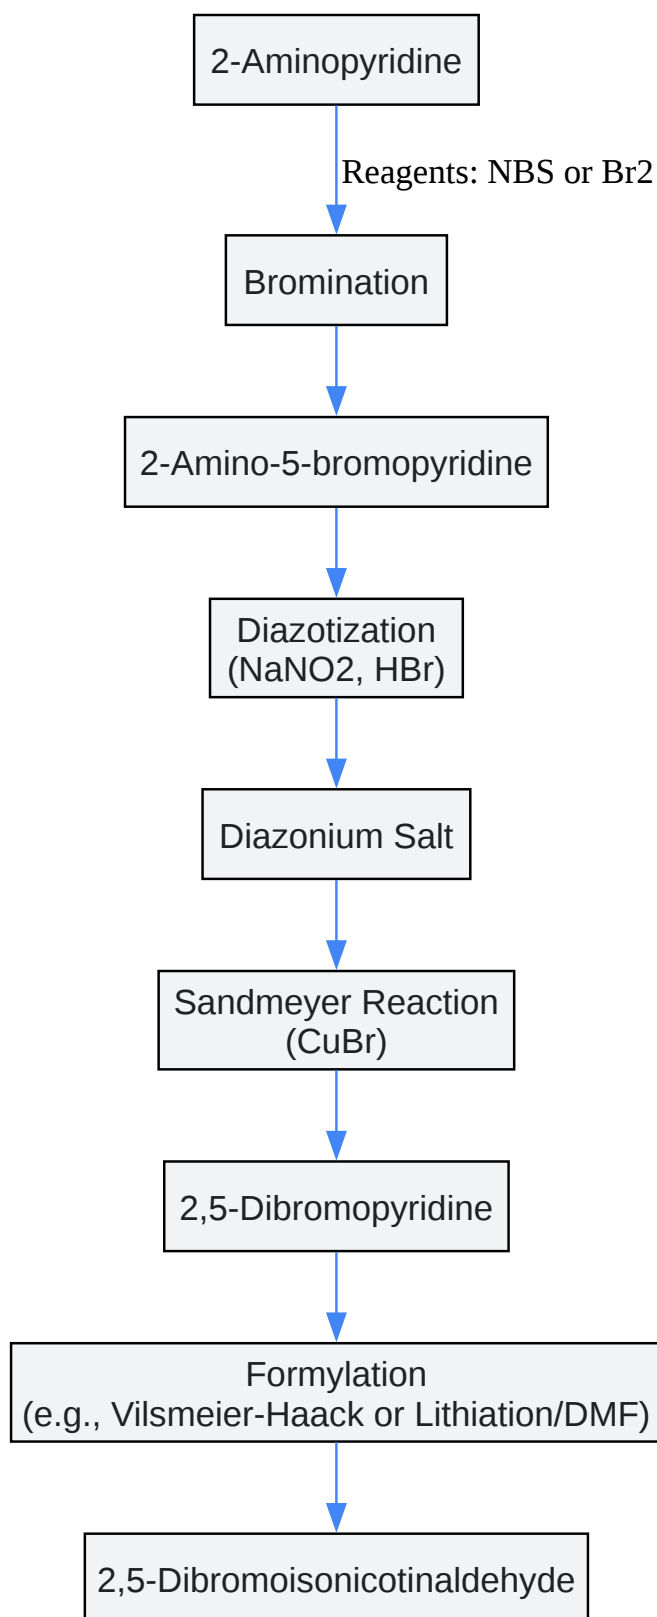 2-Aminopyridine
Reagents: NBS or Br2
Bromination
2-Amino-5-bromopyridine
Diazotization
(NaNO2, HBr)
Diazonium Salt
Sandmeyer Reaction
(CuBr)
2,5-Dibromopyridine
Formylation
(e.g., Vilsmeier-Haack or Lithiation/DMF)
2,5-Dibromoisonicotinaldehyde